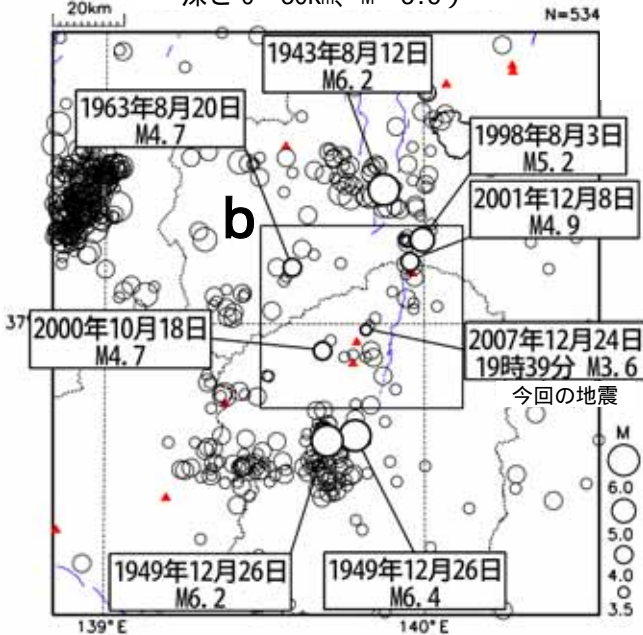 20km
N=534
1943年8月12日
M6.2
1963年8月20日
M4.7
1998年8月3日
M5.2
b
2001年12月8日
M4.9
37°
2000年10月18日
M4.7
2007年12月24日
19時39分 M3.6
今回の地震
M
6.0
5.0
4.0
3.5
1949年12月26日
M6.2
1949年12月26日
M6.4
139°E
140°E